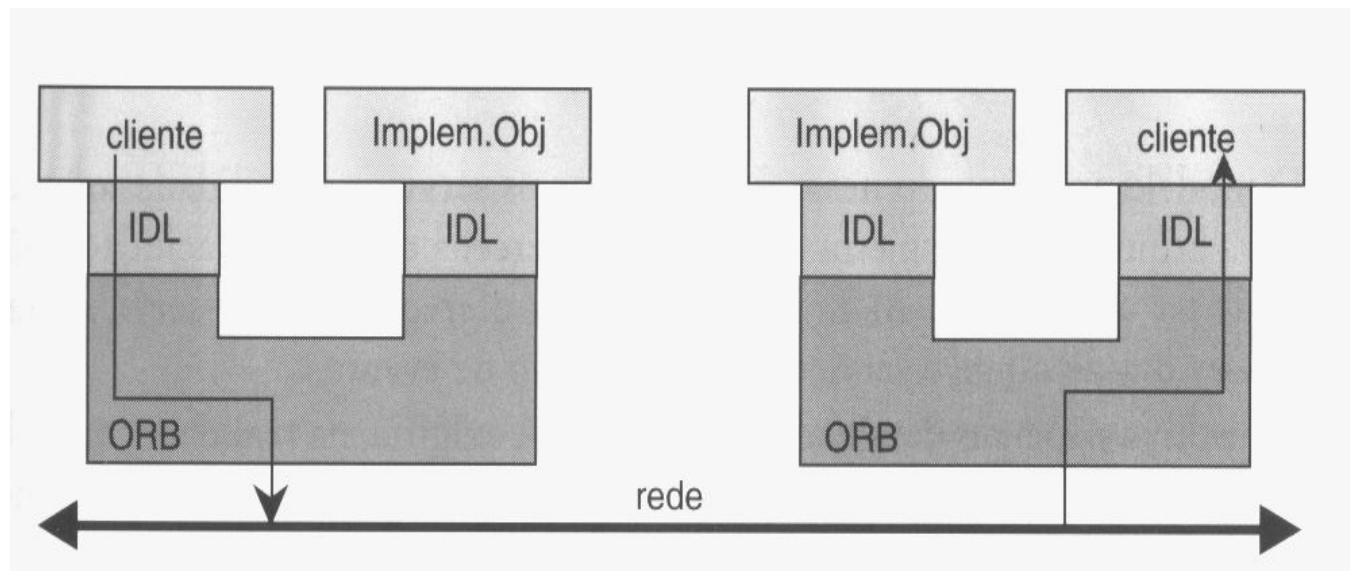 cliente
Implem.Obj
Implem.Obj
cliente
IDL
IDL
IDL
IDL
ORB
ORB
rede